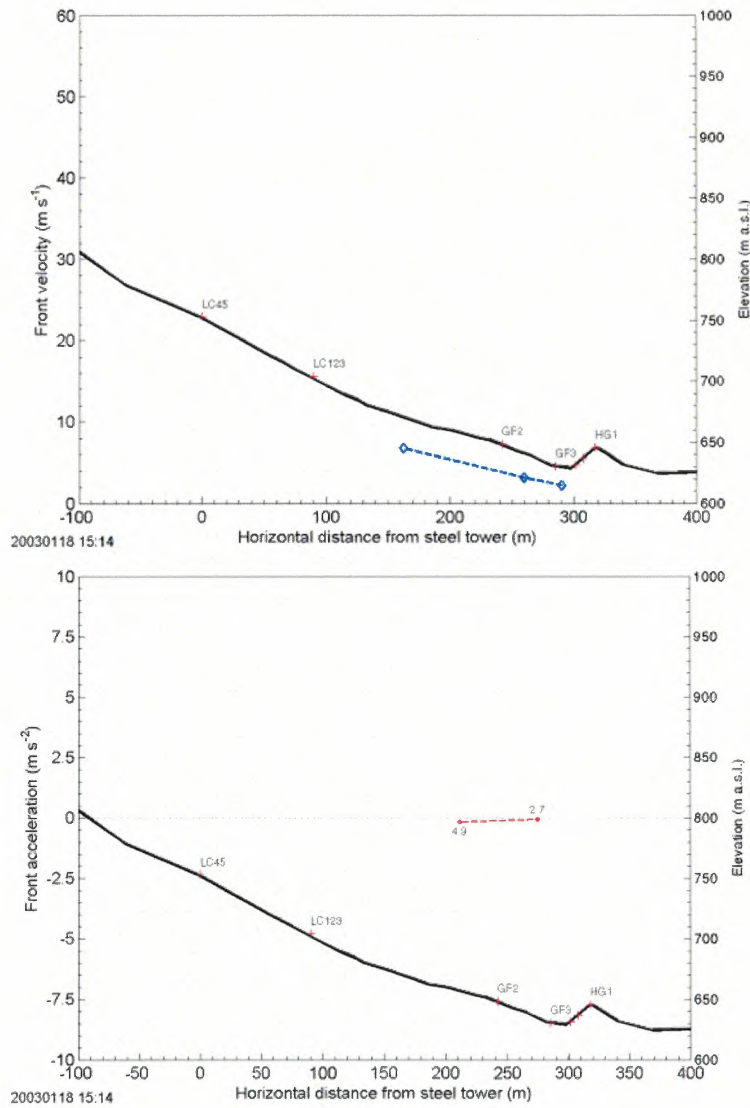 60
50
40
30
20
10
0
Front velocity (m s-1)
1000
950
900
850
800
750
700
650
600
Elevation (m a.s.l.)
LC45
LC123
GF2
GF3
HG1
-100 0 100 200 300 400
20030118 15:14
Horizontal distance from steel tower (m)
10
7.5
5
2.5
0
-2.5
-5
-7.5
-10
Front acceleration (m s-2)
1000
950
900
850
800
750
700
650
600
Elevation (m a.s.l.)
2.7
4.9
LC45
LC123
GF2
GF3
HG1
-100 -50 0 50 100 150 200 250 300 350 400
20030118 15:14
Horizontal distance from steel tower (m)